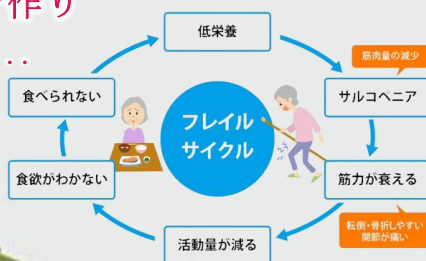 作り
..
低栄養
筋肉量の減少
食べられない
サルコペニア
フレイル
サイクル
食欲がわかない
筋力が衰える
転倒・骨折しやすい
関節が痛い
活動量が減る